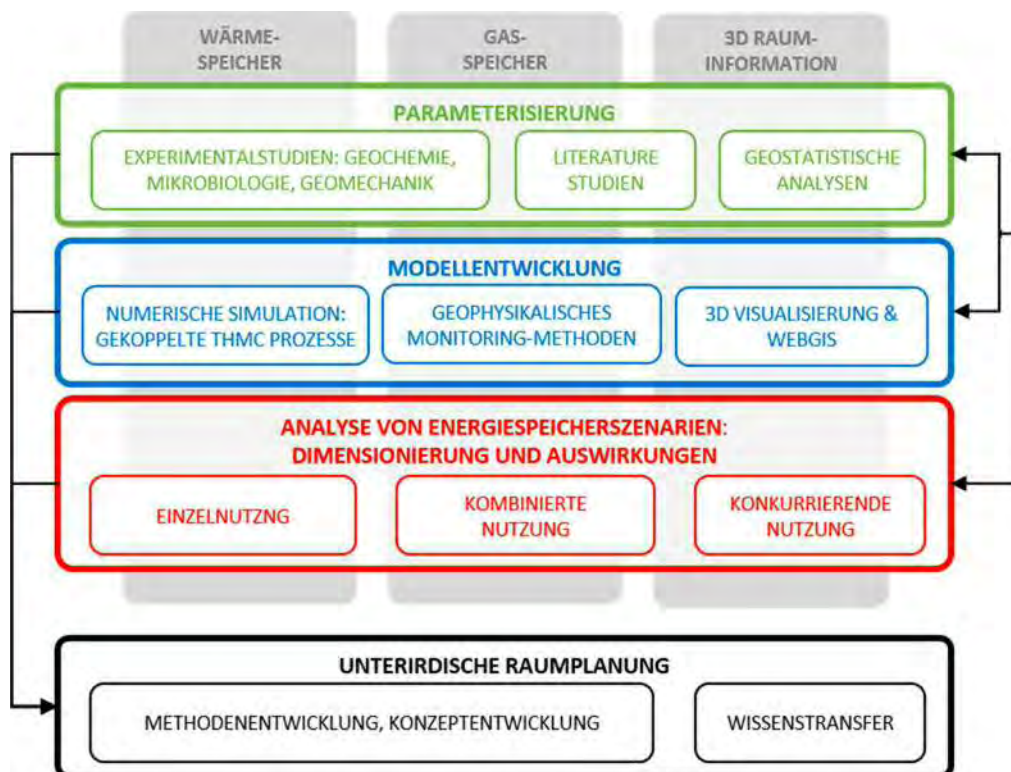 WÄRME-
SPEICHER
GAS-
SPEICHER
3D RAUM-
INFORMATION
PARAMETERISIERUNG
EXPERIMENTALSTUDIEN: GEOCHEMIE,
MIKROBIOLOGIE, GEOMECHANIK
LITERATURE
STUDIEN
GEOSTATISTISCHE
ANALYSEN
MODELLENTWICKLUNG
NUMERISCHE SIMULATION:
GEKOPPELTE THMC PROZESSE
GEOPHYSIKALISCHES
MONITORING-METHODEN
3D VISUALISIERUNG &
WEBGIS
ANALYSE VON ENERGIESPEICHERSZENARIEN:
DIMENSIONIERUNG UND AUSWIRKUNGEN
EINZELNUTZNG
KOMBINIERTE
NUTZUNG
KONKURRIERENDE
NUTZUNG
UNTERIRDISCHE RAUMPLANUNG
METHODENENTWICKLUNG, KONZEPTENTWICKLUNG
WISSENSTRANSFER